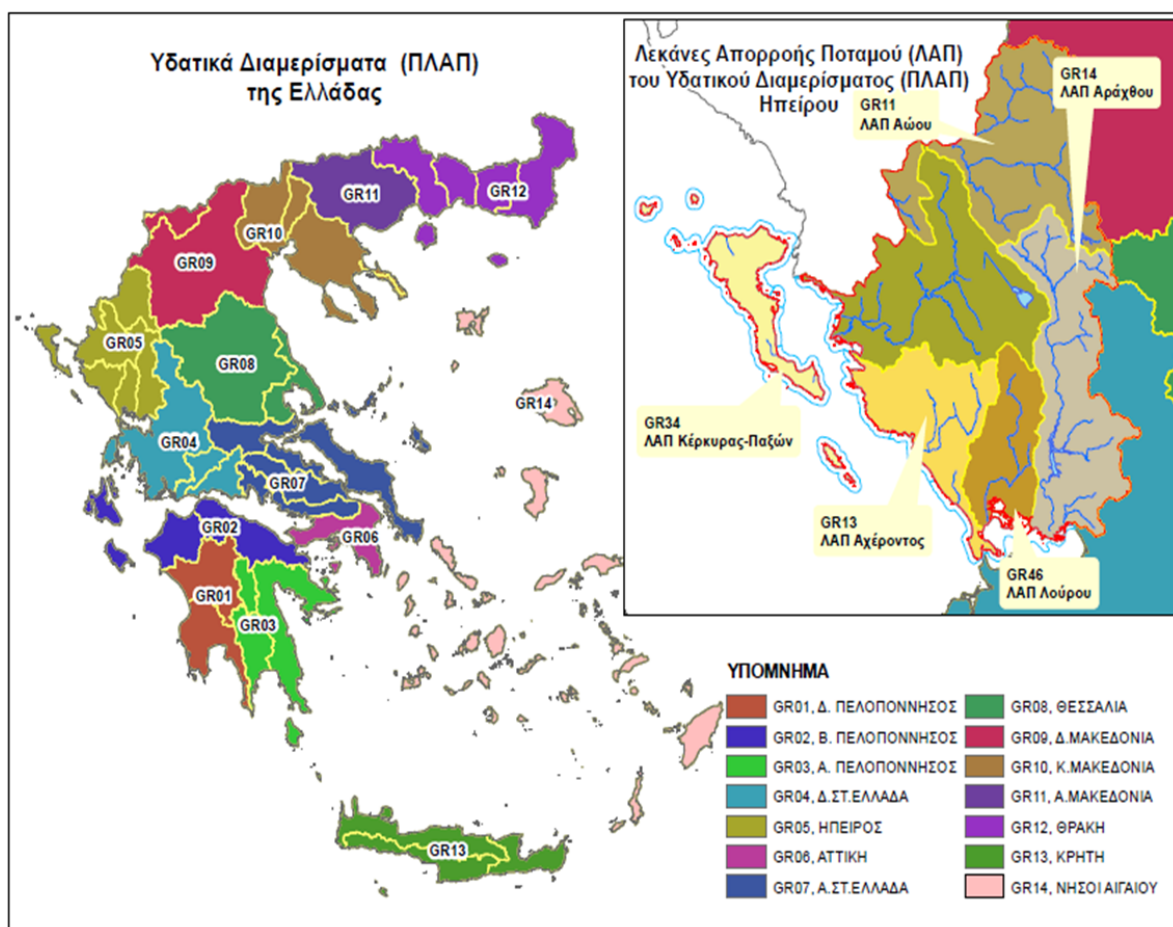 Υδατικά Διαμερίσματα (ΠΛΑΠ)
της Ελλάδας
GR11
GR12
GR10
GR09
GR05
GR08
GR14
GR04
GR07
GR02
GR06
GR01
GR03
GR13
Λεκάνες Απορροής Ποταμού (ΛΑΠ)
του Υδατικού Διαμερίσματος (ΠΛΑΠ)
Ηπείρου
GR14
ΛΑΠ Αράχθου
GR11
ΛΑΠ Αώου
GR34
ΛΑΠ Κέρκυρας-Παξών
GR13
ΛΑΠ Αχέροντος
GR46
ΛΑΠ Λούρου
ΥΠΟΜΝΗΜΑ
GR01, Δ. ΠΕΛΟΠΟΝΝΗΣΟΣ
GR02, Β. ΠΕΛΟΠΟΝΝΗΣΟΣ
GR03, Α. ΠΕΛΟΠΟΝΝΗΣΟΣ
GR04, Δ.ΣΤ.ΕΛΛΑΔΑ
GR05, ΗΠΕΙΡΟΣ
GR06, ΑΤΤΙΚΗ
GR07, Α.ΣΤ.ΕΛΛΑΔΑ
GR08, ΘΕΣΣΑΛΙΑ
GR09, Δ.ΜΑΚΕΔΟΝΙΑ
GR10, Κ.ΜΑΚΕΔΟΝΙΑ
GR11, Α.ΜΑΚΕΔΟΝΙΑ
GR12, ΘΡΑΚΗ
GR13, ΚΡΗΤΗ
GR14, ΝΗΣΟΙ ΑΙΓΑΙΟΥ